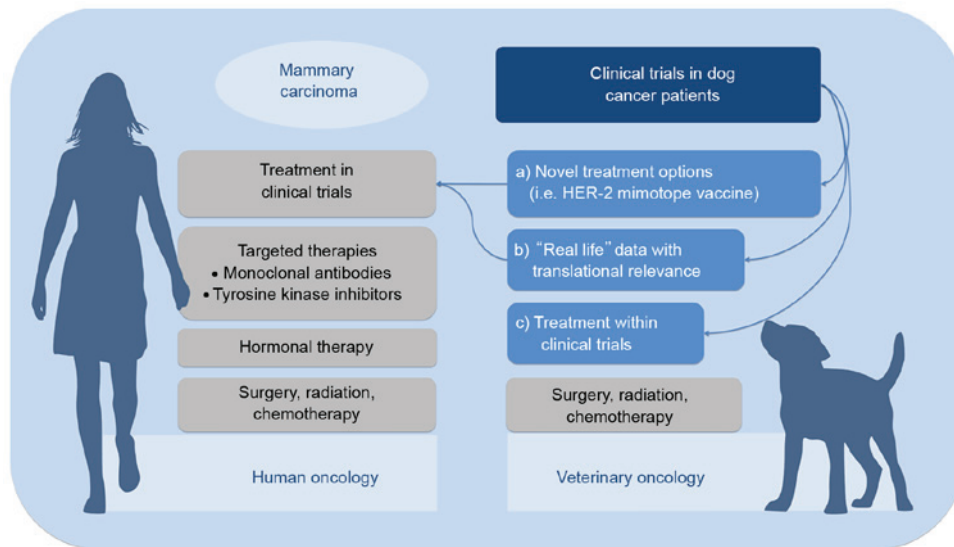 Mammary
carcinoma
Clinical trials in dog
cancer patients
Treatment in
clinical trials
a) Novel treatment options
(i.e. HER-2 mimotope vaccine)
Targeted therapies
• Monoclonal antibodies
• Tyrosine kinase inhibitors
b) “Real life” data with
translational relevance
c) Treatment within
clinical trials
Hormonal therapy
Surgery, radiation,
chemotherapy
Surgery, radiation,
chemotherapy
Human oncology
Veterinary oncology